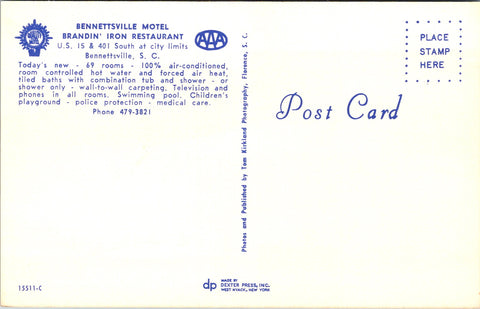 BENNETTSVILLE MOTEL
BRANDIN' IRON RESTAURANT
U.S. 15 & 401 South at city limits
Bennettsville, S. C.
AAA
Today's new - 69 rooms - 100% air-conditioned,
room controlled hot water and forced air heat,
tiled baths with combination tub and shower - or
shower only - wall-to-wall carpeting. Television and
phones in all rooms. Swimming pool. Children's
playground - police protection - medical care.
Phone 479-3821
Photos and Published by Tom Kirkland Photography, Florence, S. C.
PLACE
STAMP
HERE
Post Card
15511-C
dp
MADE BY
DEXTER PRESS, INC.
WEST NYACK, NEW YORK